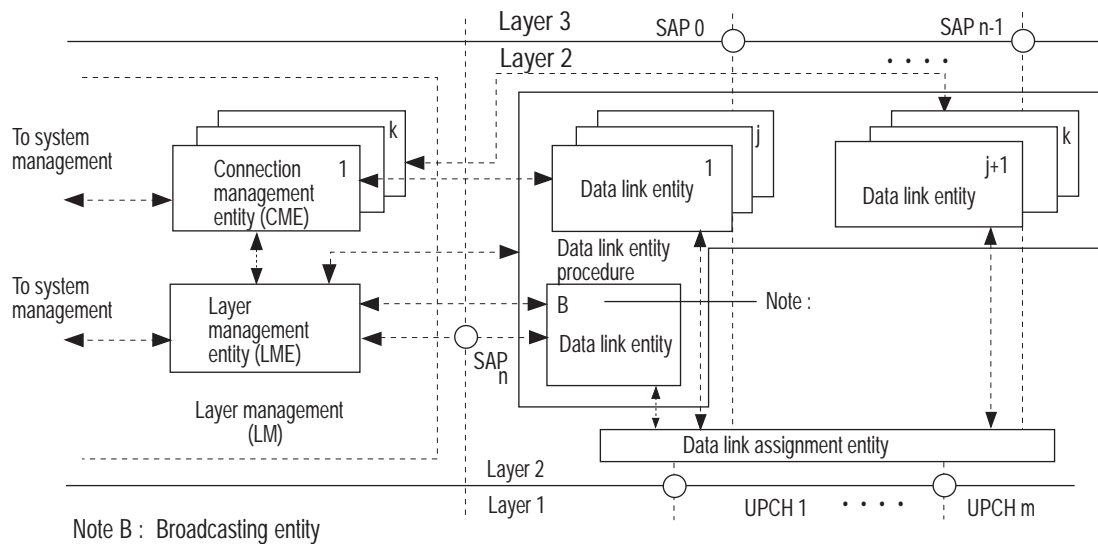 Layer 3
SAP 0
SAP n-1
Layer 2
. . . .
To system
management
k
1
Connection
management
entity (CME)
j
1
Data link entity
k
j+1
Data link entity
Data link entity
procedure
To system
management
Layer
management
entity (LME)
B
Note :
Data link entity
SAP
n
Layer management
(LM)
Data link assignment entity
Layer 2
Layer 1
UPCH 1
. . . .
UPCH m
Note B : Broadcasting entity